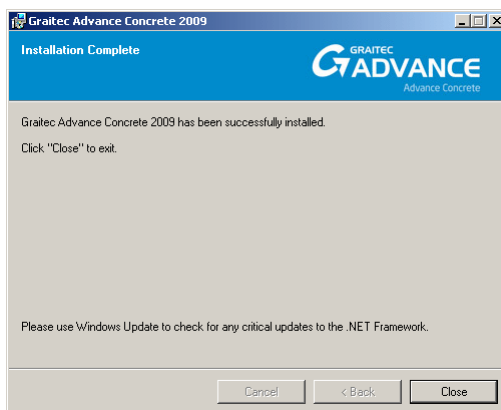 Graitec Advance Concrete 2009
Installation Complete
GRAITEC
ADVANCE
Advance Concrete
Graitec Advance Concrete 2009 has been successfully installed.
Click "Close" to exit.
Please use Windows Update to check for any critical updates to the .NET Framework.
Cancel
< Back
Close